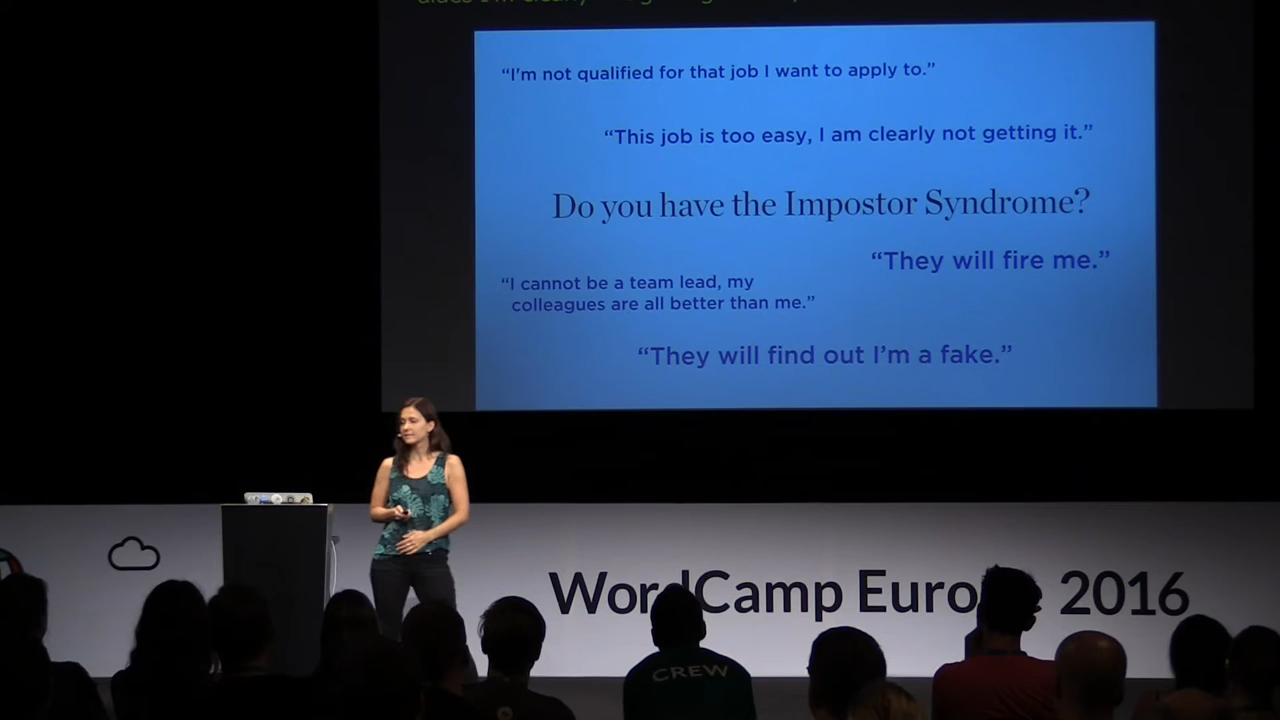 “I'm not qualified for that job I want to apply to.”
“This job is too easy, I am clearly not getting it.”
Do you have the Impostor Syndrome?
“They will fire me.”
“I cannot be a team lead, my
colleagues are all better than me.”
“They will find out I’m a fake.”
WordCamp Euro 2016
CREW